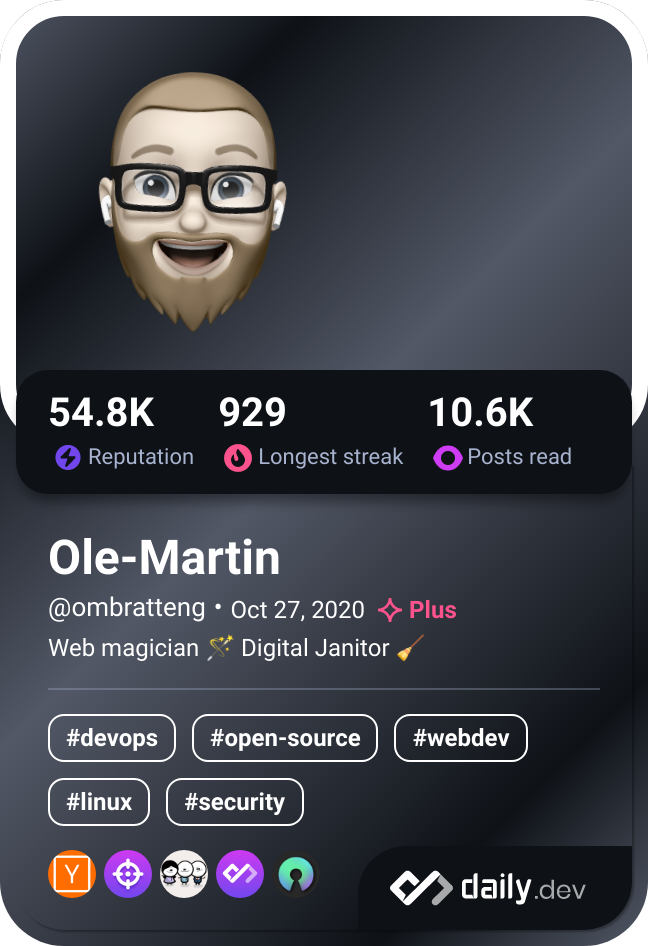 54.8K 929 10.6K
Reputation Longest streak Posts read
Ole-Martin
@ombratteng • Oct 27, 2020 Plus
Web magician 🪄 Digital Janitor 🧹
#devops #open-source #webdev
#linux #security
Y
daily.dev